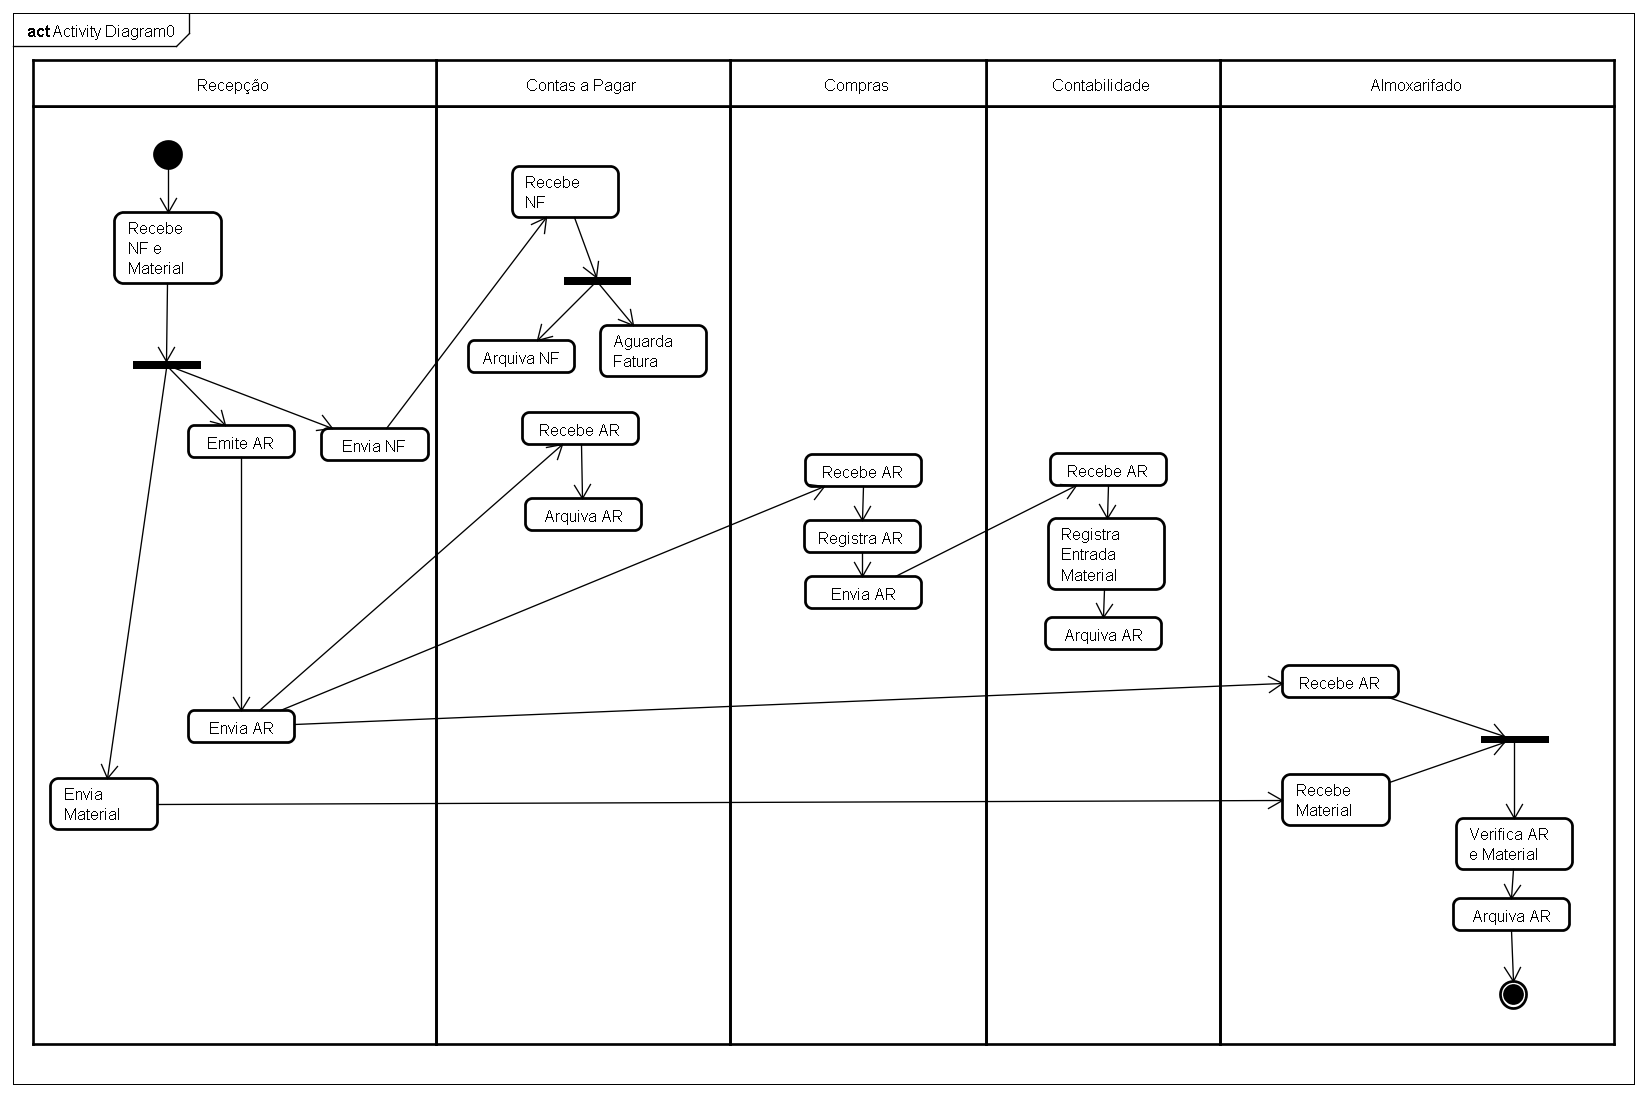 act Activity Diagram0
Recepção
Contas a Pagar
Compras
Contabilidade
Almoxarifado
Recebe
NF e
Material
Emite AR
Envia NF
Envia AR
Envia
Material
Recebe
NF
Arquiva NF
Aguarda
Fatura
Recebe AR
Arquiva AR
Recebe AR
Registra AR
Envia AR
Recebe AR
Registra
Entrada
Material
Arquiva AR
Recebe AR
Recebe
Material
Verifica AR
e Material
Arquiva AR